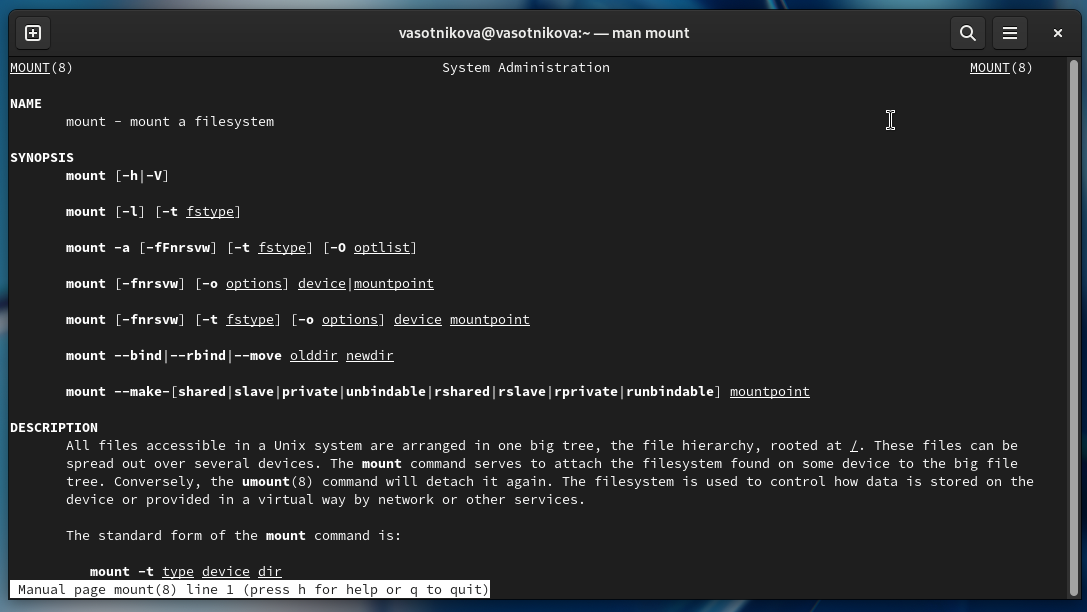 vasotnikova@vasotnikova:~ — man mount
MOUNT(8) System Administration MOUNT(8)
NAME
mount - mount a filesystem
SYNOPSIS
mount [-h|-V]
mount [-l] [-t fstype]
mount -a [-fFnrsvw] [-t fstype] [-O optlist]
mount [-fnrsvw] [-o options] device|mountpoint
mount [-fnrsvw] [-t fstype] [-o options] device mountpoint
mount --bind|--rbind|--move olddir newdir
mount --make-[shared|slave|private|unbindable|rshared|rslave|rprivate|runbindable] mountpoint
DESCRIPTION
All files accessible in a Unix system are arranged in one big tree, the file hierarchy, rooted at /. These files can be
spread out over several devices. The mount command serves to attach the filesystem found on some device to the big file
tree. Conversely, the umount(8) command will detach it again. The filesystem is used to control how data is stored on the
device or provided in a virtual way by network or other services.
The standard form of the mount command is:
mount -t type device dir
Manual page mount(8) line 1 (press h for help or q to quit)